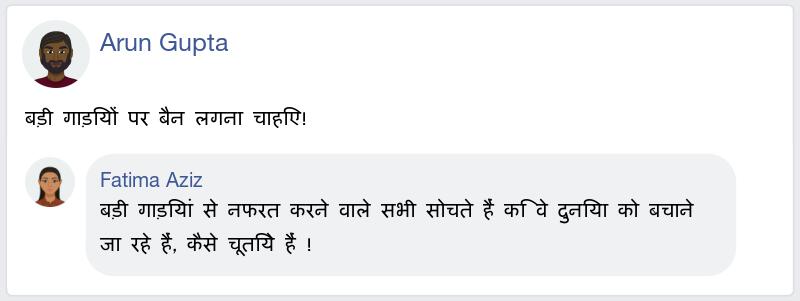 Arun Gupta
बड़ी गाड़ियों पर बैन लगना चाहिए!
Fatima Aziz
बड़ी गाड़ियां से नफरत करने वाले सभी सोचते हैं कि वे दुनिया को बचाने
जा रहे हैं, कैसे चूतिये हैं !